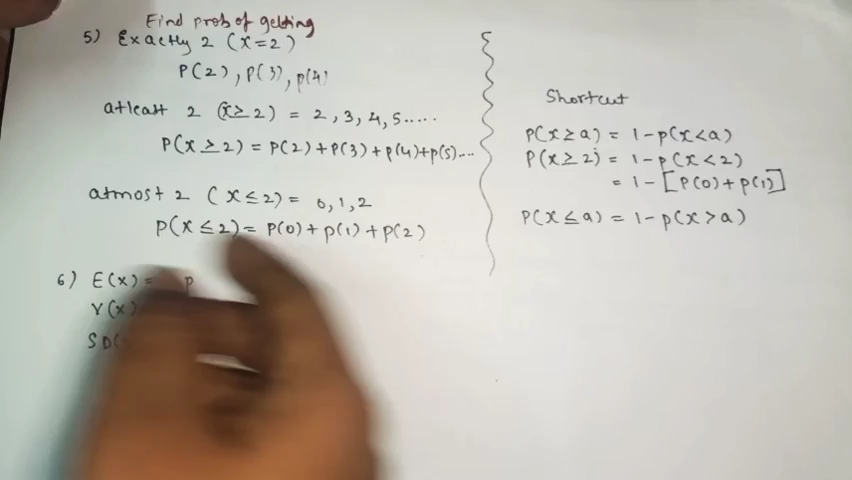 Find prob of getting
5) Exactly 2 (x=2)
P(2), P(3), p(4)
atleast 2 (x≥2) = 2, 3, 4, 5.....
P(x≥2) = P(2)+P(3)+p(4)+p(5)...
atmost 2 (x≤2) = 0, 1, 2
P(x≤2) = P(0)+p(1)+p(2)
6) E(x) = p
V(x)
SD(
Shortcut
P(x≥a) = 1-p(x<a)
P(x≥2) = 1-p(x<2)
= 1-[P(0)+p(1)]
P(x≤a) = 1-p(x>a)